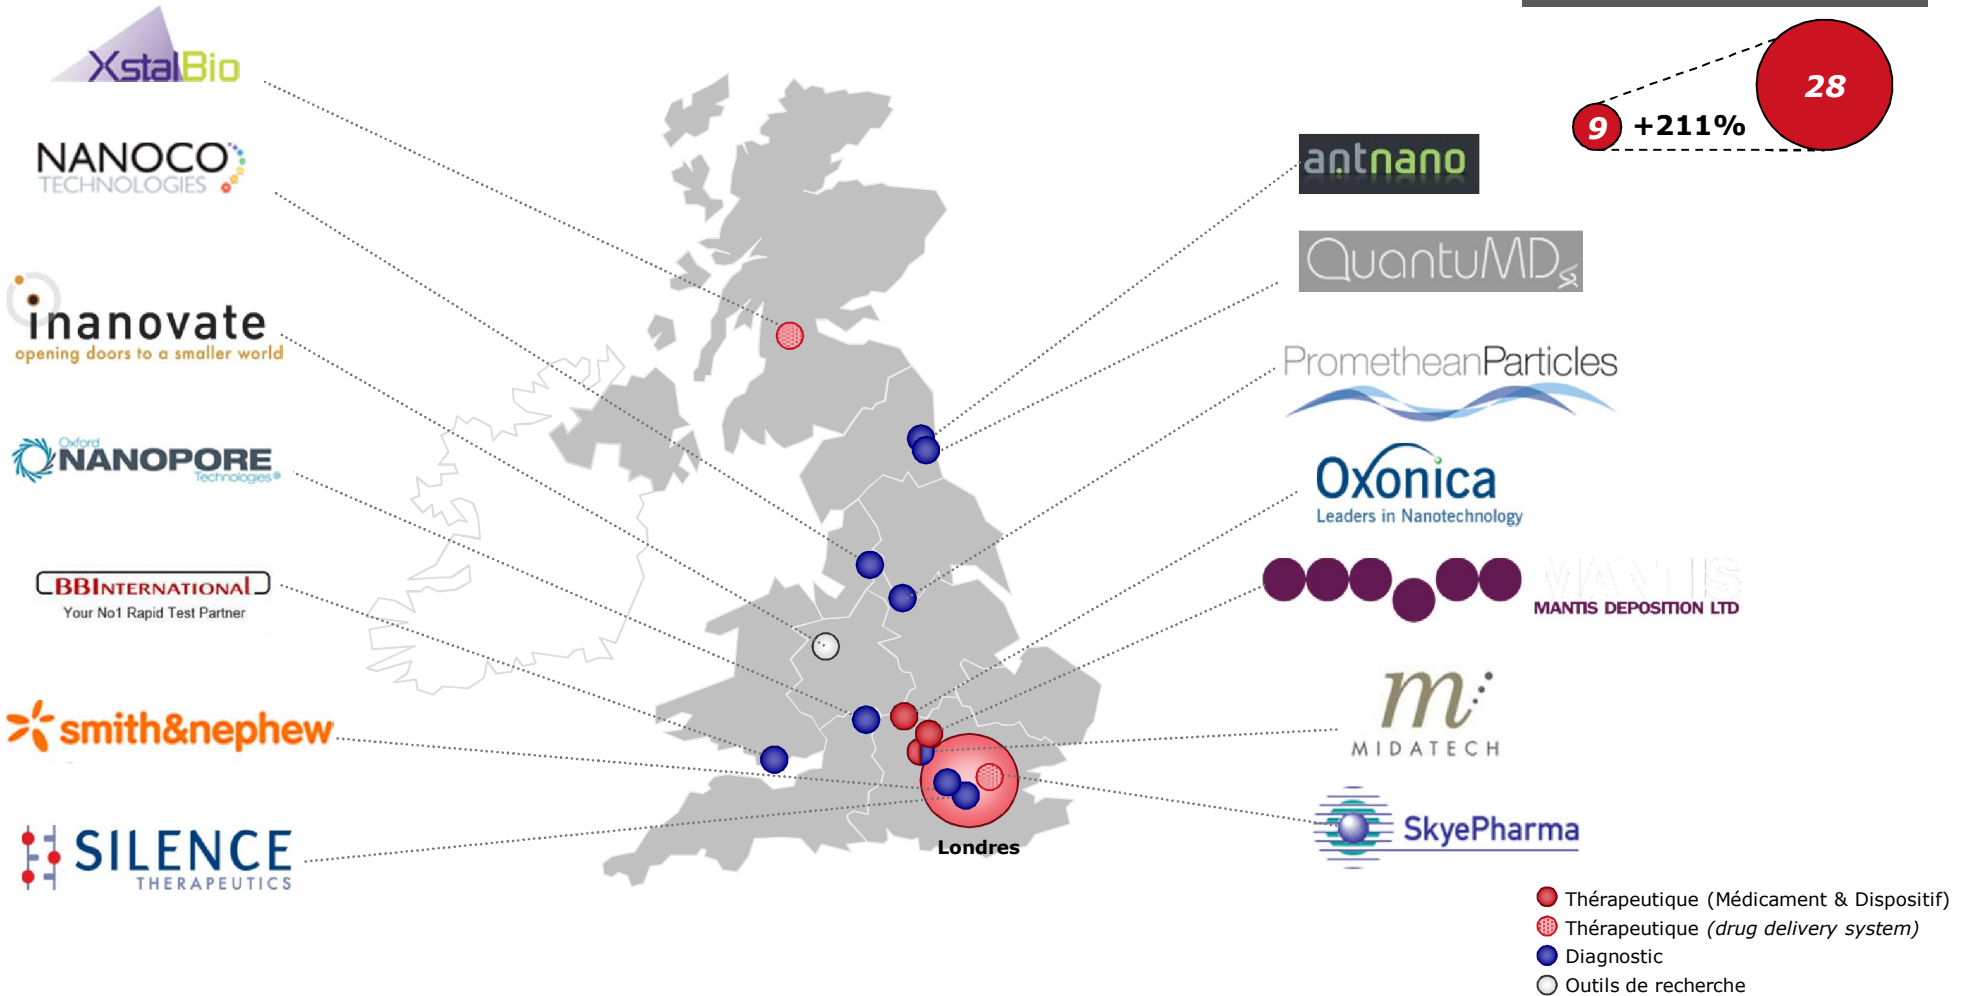 XstalBio
NANOCO
TECHNOLOGIES
inanovate
opening doors to a smaller world
Oxford
NANOPORE
Technologies®
BBINTERNATIONAL
Your No1 Rapid Test Partner
smith&nephew
SILENCE
THERAPEUTICS
Londres
28
9
+211%
antnano
QuantuMDx
PrometheanParticles
Oxonica
Leaders in Nanotechnology
MANTIS
MANTIS DEPOSITION LTD
m
MIDATECH
SkyePharma
Thérapeutique (Médicament & Dispositif)
Thérapeutique (drug delivery system)
Diagnostic
Outils de recherche